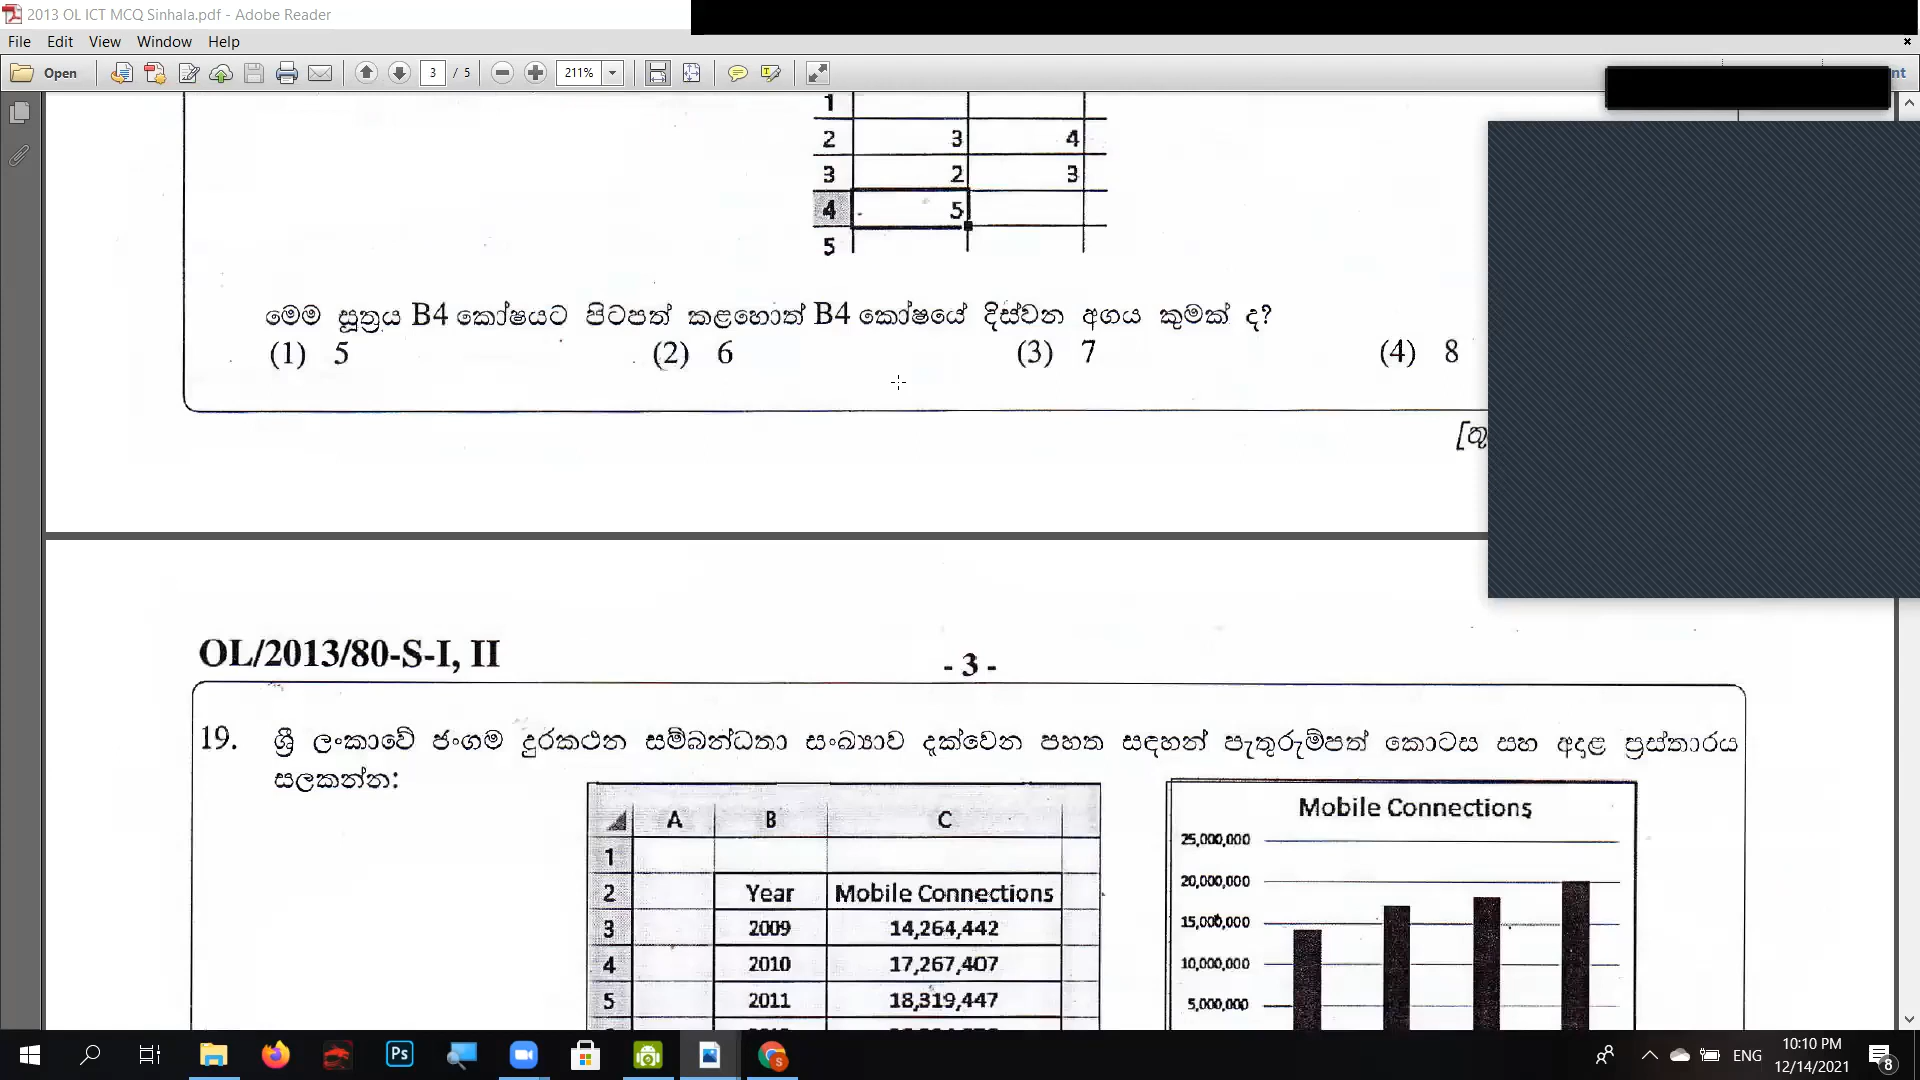 2013 OL ICT MCQ Sinhala.pdf - Adobe Reader
File Edit View Window Help
Open 3 / 5 211%
nt
1
2 3 4
3 2 3
4 5
5
මෙම සූත්‍රය B4 කෝෂයට පිටපත් කළහොත් B4 කෝෂයේ දිස්වන අගය කුමක් ද?
(1) 5 (2) 6 (3) 7 (4) 8
OL/2013/80-S-I, II
- 3 -
19. ශ්‍රී ලංකාවේ ජංගම දුරකථන සම්බන්ධතා සංඛ්‍යාව දැක්වෙන පහත සඳහන් පැතුරුම්පත් කොටස සහ අදාළ ප්‍රස්තාරය
සලකන්න:
A B C
1
2 Year Mobile Connections
3 2009 14,264,442
4 2010 17,267,407
5 2011 18,319,447
Mobile Connections
25,000,000
20,000,000
15,000,000
10,000,000
5,000,000
Ps
ENG
10:10 PM
12/14/2021
8